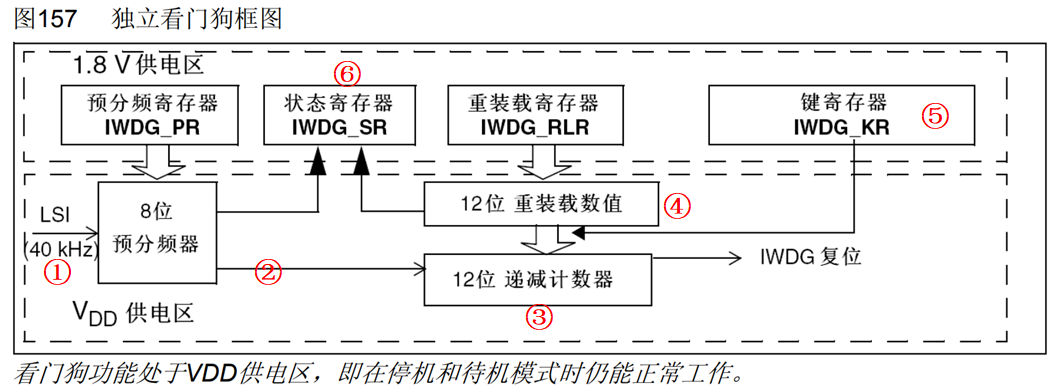 图157 独立看门狗框图
1.8 V 供电区
⑥
预分频寄存器
IWDG_PR
状态寄存器
IWDG_SR
重装载寄存器
IWDG_RLR
键寄存器
IWDG_KR
⑤
LSI
(40 kHz)
①
8位
预分频器
12位 重装载数值
④
②
12位 递减计数器
③
IWDG 复位
VDD 供电区
看门狗功能处于VDD供电区，即在停机和待机模式时仍能正常工作。